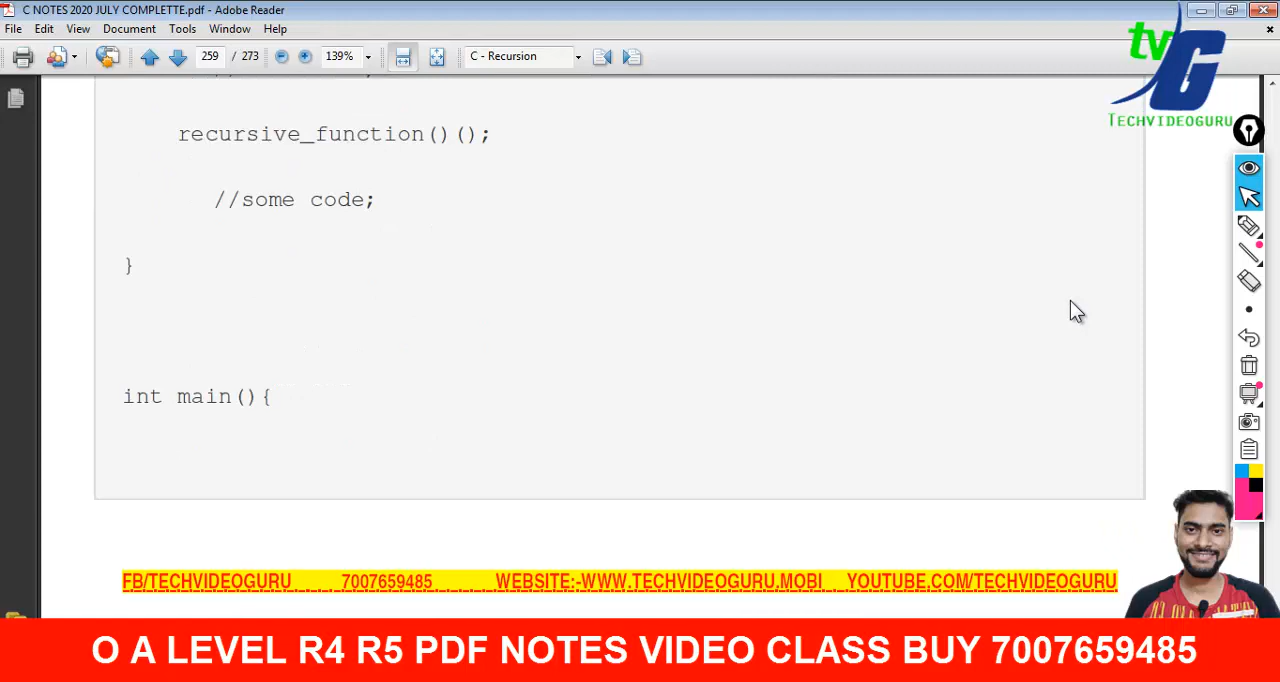 C NOTES 2020 JULY COMPLETTE.pdf - Adobe Reader
File Edit View Document Tools Window Help
259 / 273 139% C - Recursion
tv G
TECHVIDEOGURU
recursive_function()();
//some code;
}
int main(){
FB/TECHVIDEOGURU 7007659485 WEBSITE:-WWW.TECHVIDEOGURU.MOBI YOUTUBE.COM/TECHVIDEOGURU
O A LEVEL R4 R5 PDF NOTES VIDEO CLASS BUY 7007659485